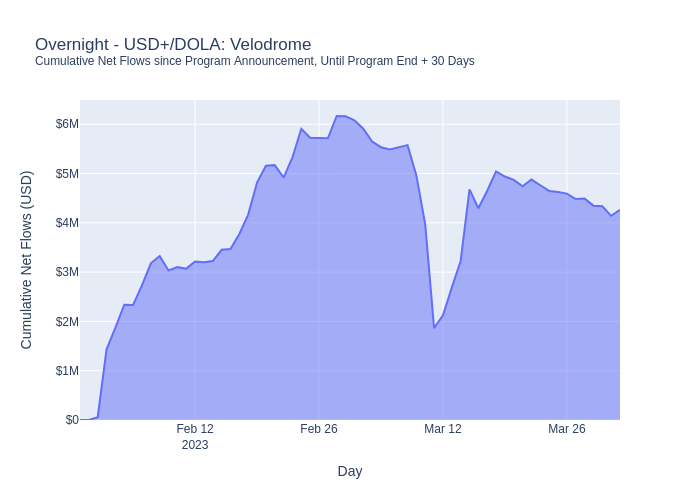 Overnight - USD+/DOLA: Velodrome
Cumulative Net Flows since Program Announcement, Until Program End + 30 Days
Cumulative Net Flows (USD)
$6M
$5M
$4M
$3M
$2M
$1M
$0
Feb 12
2023
Feb 26
Mar 12
Mar 26
Day